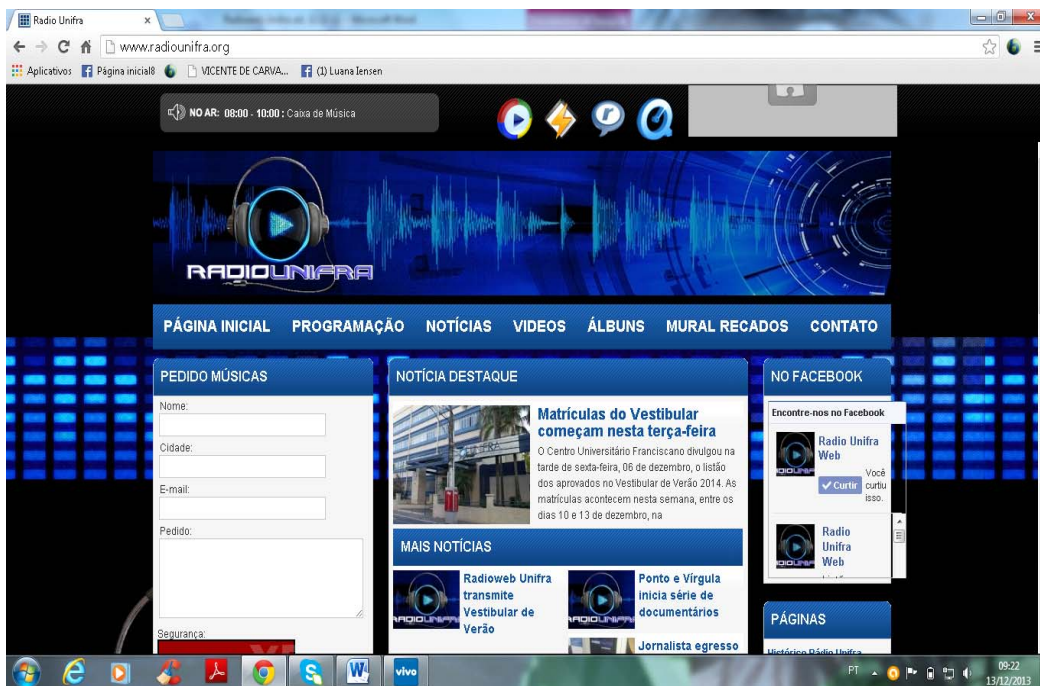 Radio Unifra
www.radiounifra.org
Aplicativos
Página inicial8
VICENTE DE CARVA...
(1) Luana Iensen
NO AR: 08:00 - 10:00 : Caixa de Música
RADIOUNIFRA
PÁGINA INICIAL PROGRAMAÇÃO NOTÍCIAS VIDEOS ÁLBUNS MURAL RECADOS CONTATO
PEDIDO MÚSICAS
Nome:
Cidade:
E-mail:
Pedido:
Segurança:
NOTÍCIA DESTAQUE
Matrículas do Vestibular
começam nesta terça-feira
O Centro Universitário Franciscano divulgou na
tarde de sexta-feira, 06 de dezembro, o listão
dos aprovados no Vestibular de Verão 2014. As
matrículas acontecem nesta semana, entre os
dias 10 e 13 de dezembro, na
MAIS NOTÍCIAS
Radioweb Unifra
transmite
Vestibular de
Verão
Ponto e Vírgula
inicia série de
documentários
Jornalista egresso
NO FACEBOOK
Encontre-nos no Facebook
Radio Unifra
Web
Curtir
Você
curtiu
isso.
Radio
Unifra
Web
PÁGINAS
Histórico Rádio Unifra
vivo
PT
09:22
13/12/2013